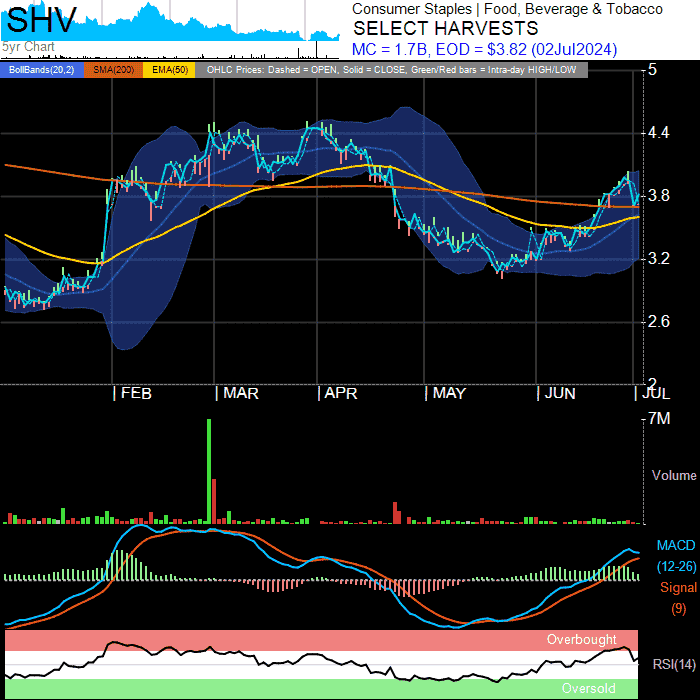 SHV
5yr Chart
Consumer Staples | Food, Beverage & Tobacco
SELECT HARVESTS
MC = 1.7B, EOD = $3.82 (02Jul2024)
BollBands(20,2) SMA(200) EMA(50) OHLC Prices: Dashed = OPEN, Solid = CLOSE, Green/Red bars = Intra-day HIGH/LOW
5
4.4
3.8
3.2
2.6
2
FEB MAR APR MAY JUN JUL
7M
Volume
MACD
(12-26)
Signal
(9)
Overbought
RSI(14)
Oversold